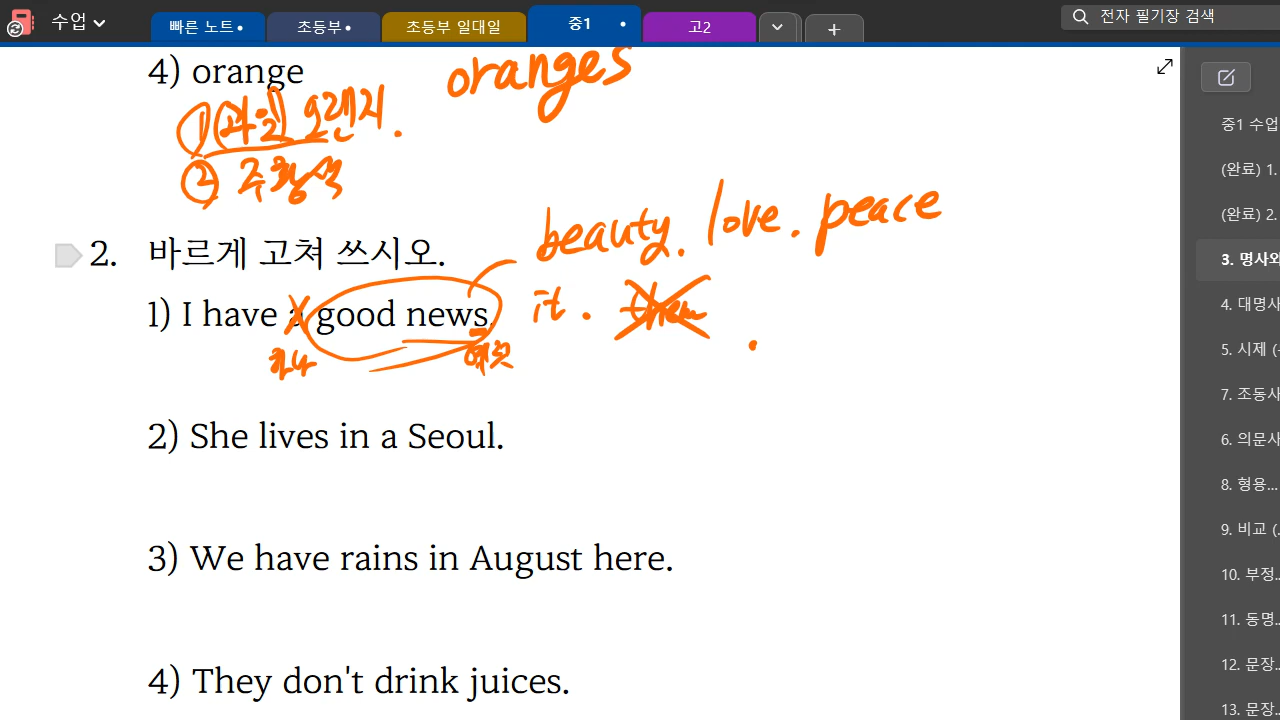 수업
빠른 노트•
초등부•
초등부 일대일
중1 •
고2
+
전자 필기장 검색
4) orange
oranges
① (과일) 오렌지.
② 주황색
beauty. love. peace
2. 바르게 고쳐 쓰시오.
1) I have a good news.
it. them
하나
여럿
2) She lives in a Seoul.
3) We have rains in August here.
4) They don't drink juices.
중1 수업
(완료) 1.
(완료) 2.
3. 명사와
4. 대명사
5. 시제 (
7. 조동사
6. 의문사
8. 형용...
9. 비교 (.
10. 부정..
11. 동명..
12. 문장..
13. 문장..